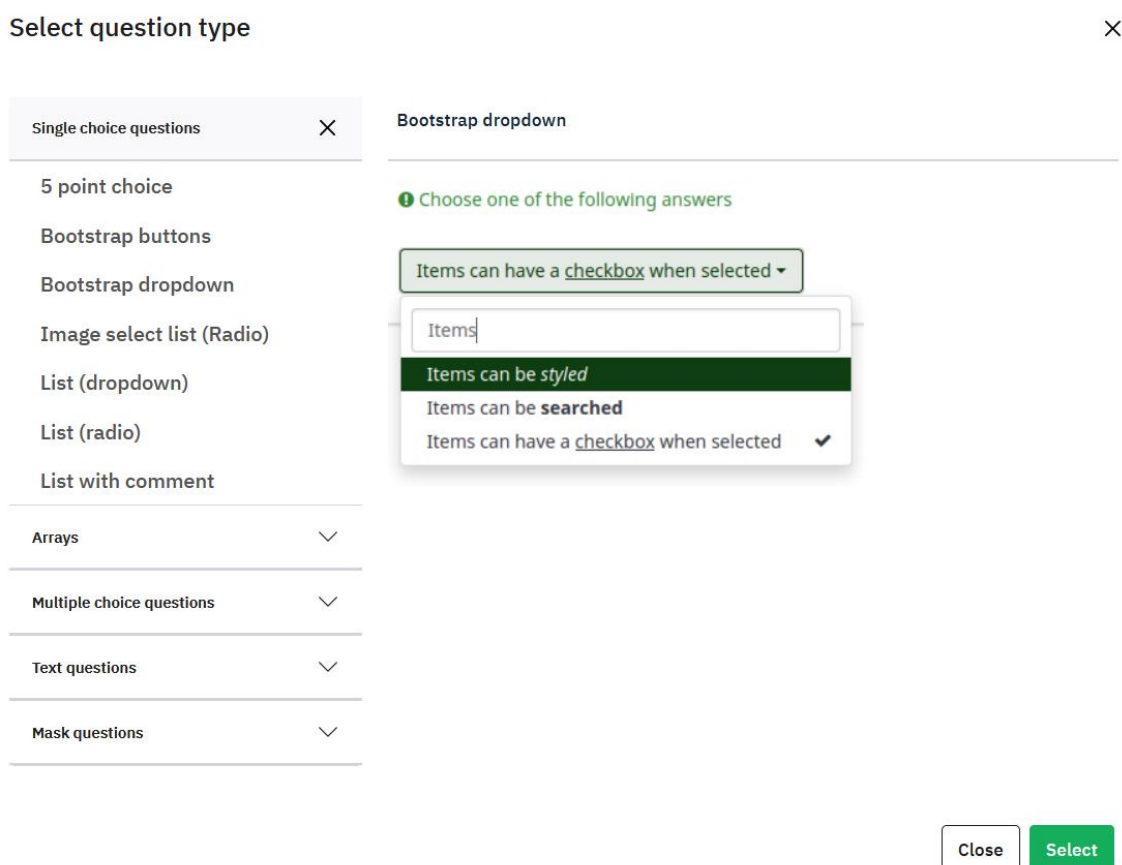 Select question type
Single choice questions
5 point choice
Bootstrap buttons
Bootstrap dropdown
Image select list (Radio)
List (dropdown)
List (radio)
List with comment
Arrays
Multiple choice questions
Text questions
Mask questions
Bootstrap dropdown
Choose one of the following answers
Items can have a checkbox when selected
Items
Items can be styled
Items can be searched
Items can have a checkbox when selected
Close
Select